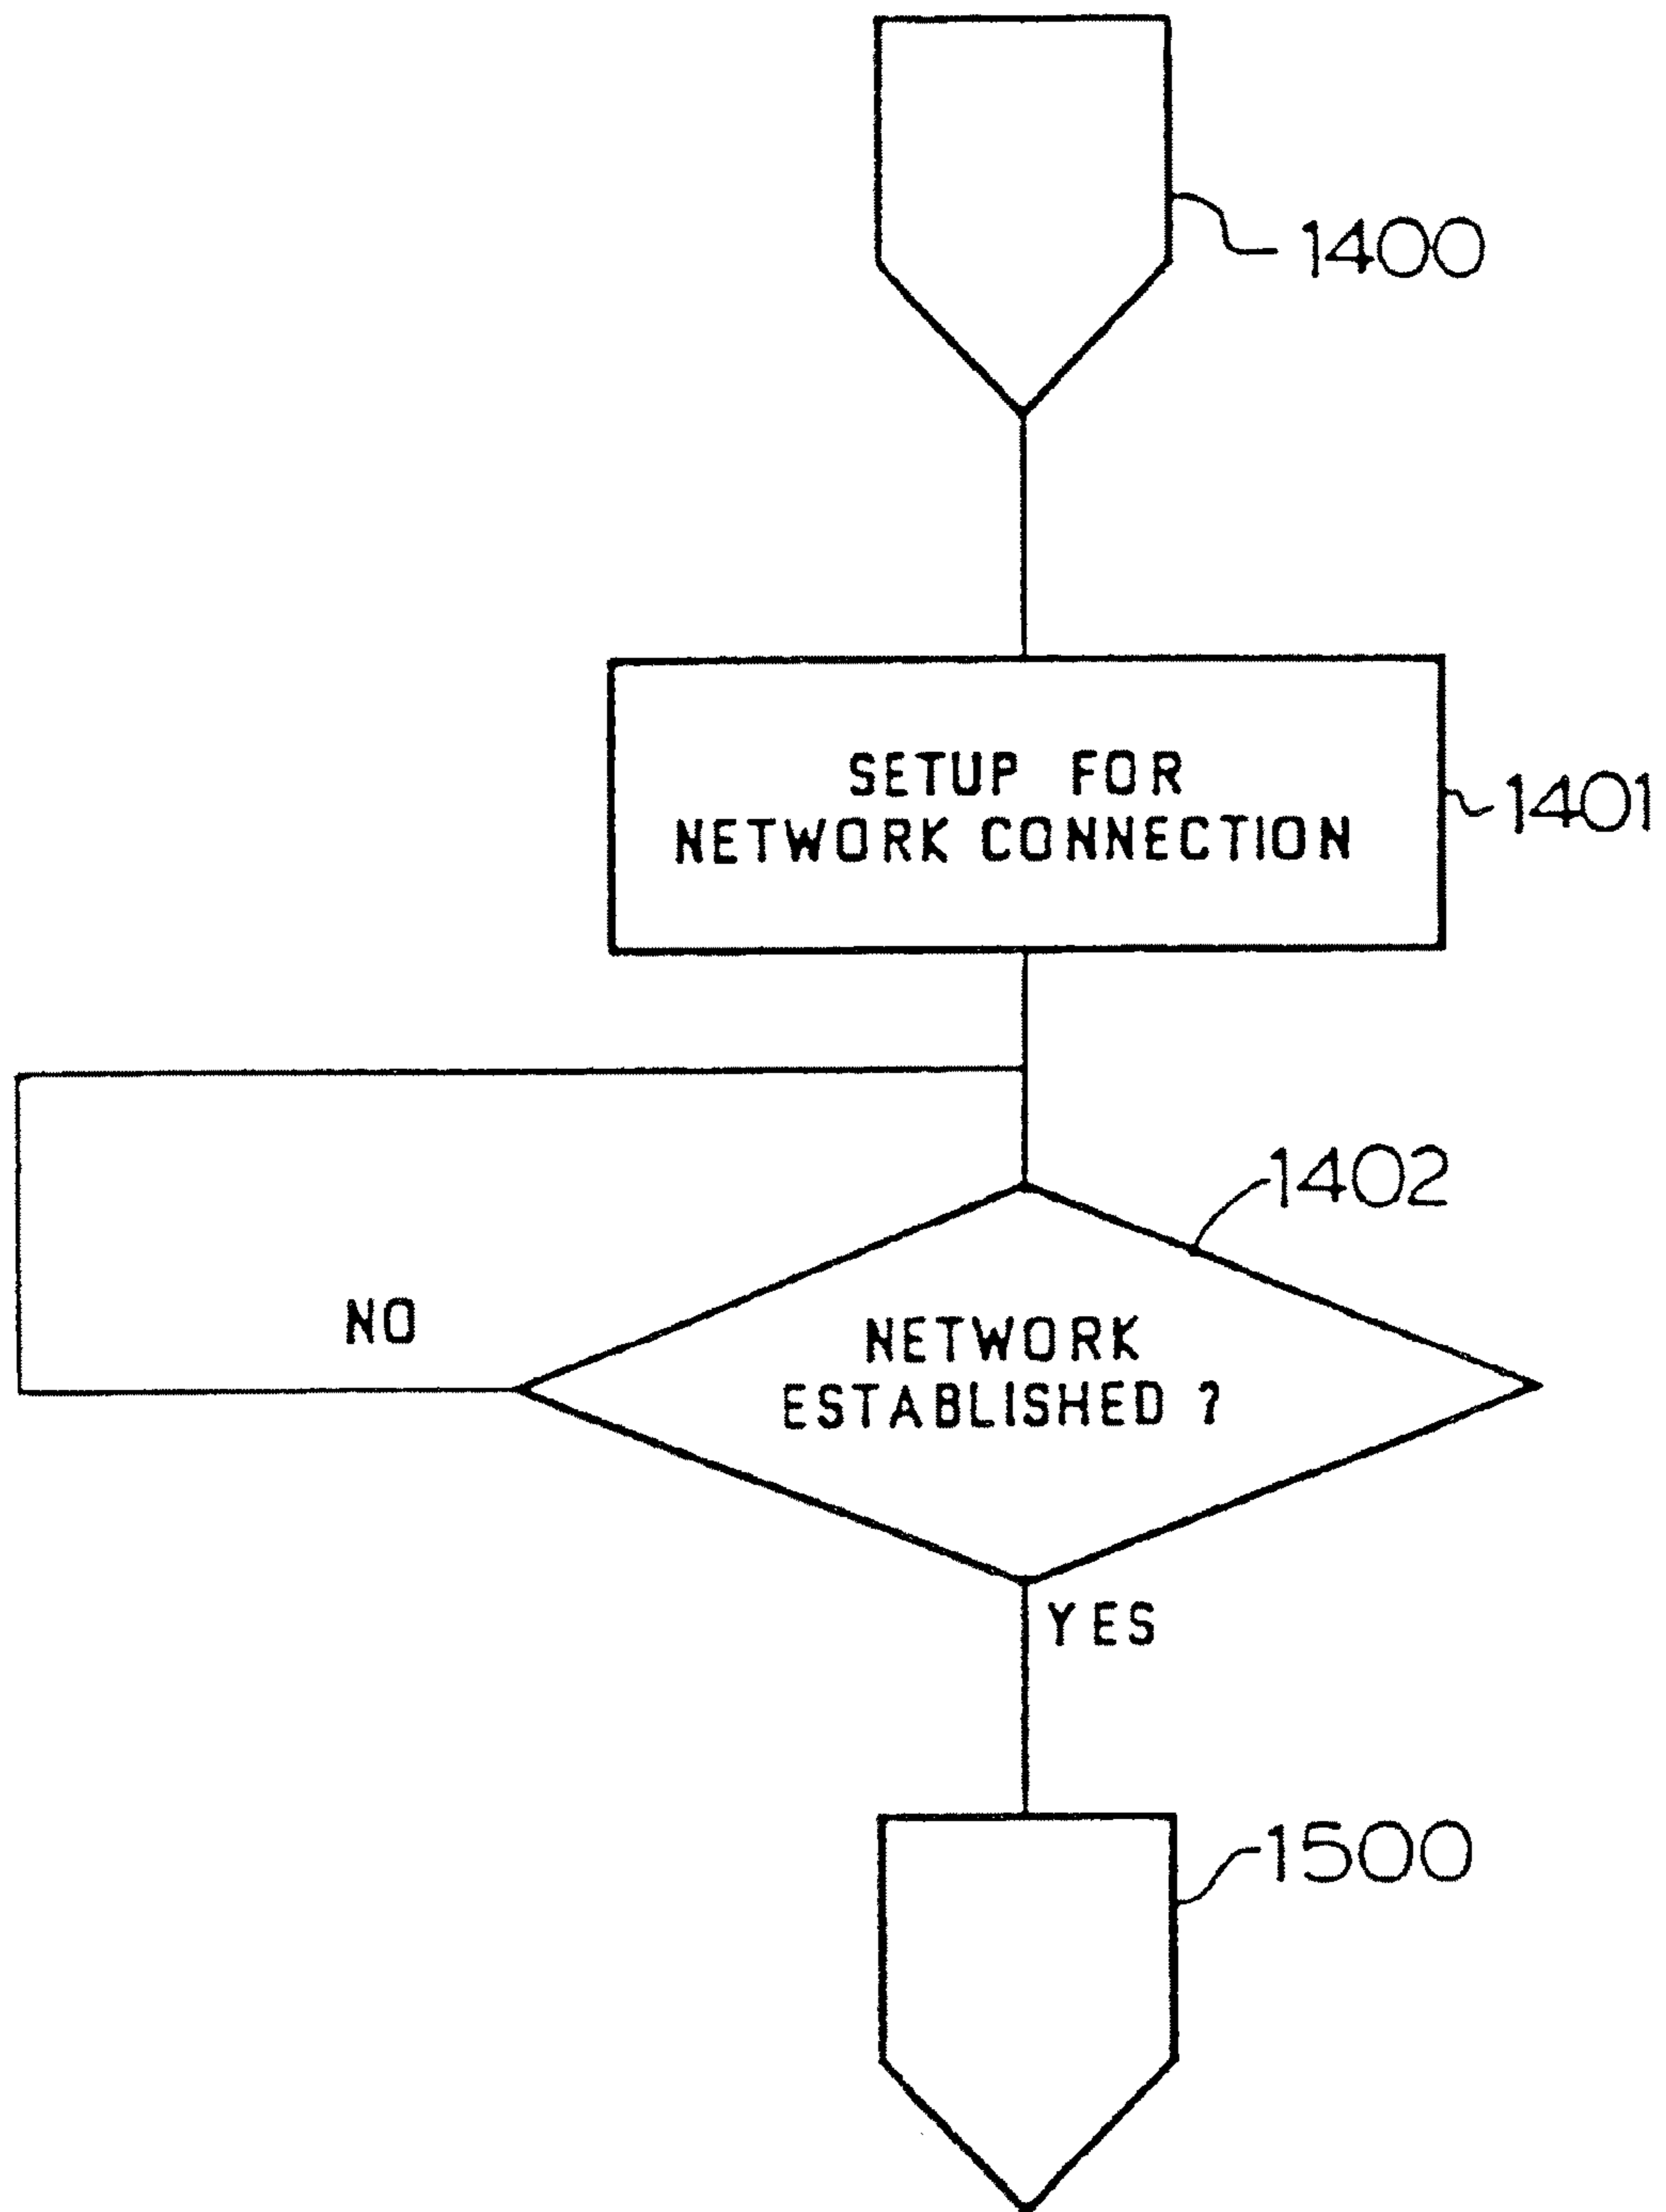 1400
SETUP FOR
NETWORK CONNECTION
1401
1402
NO
NETWORK
ESTABLISHED ?
YES
1500